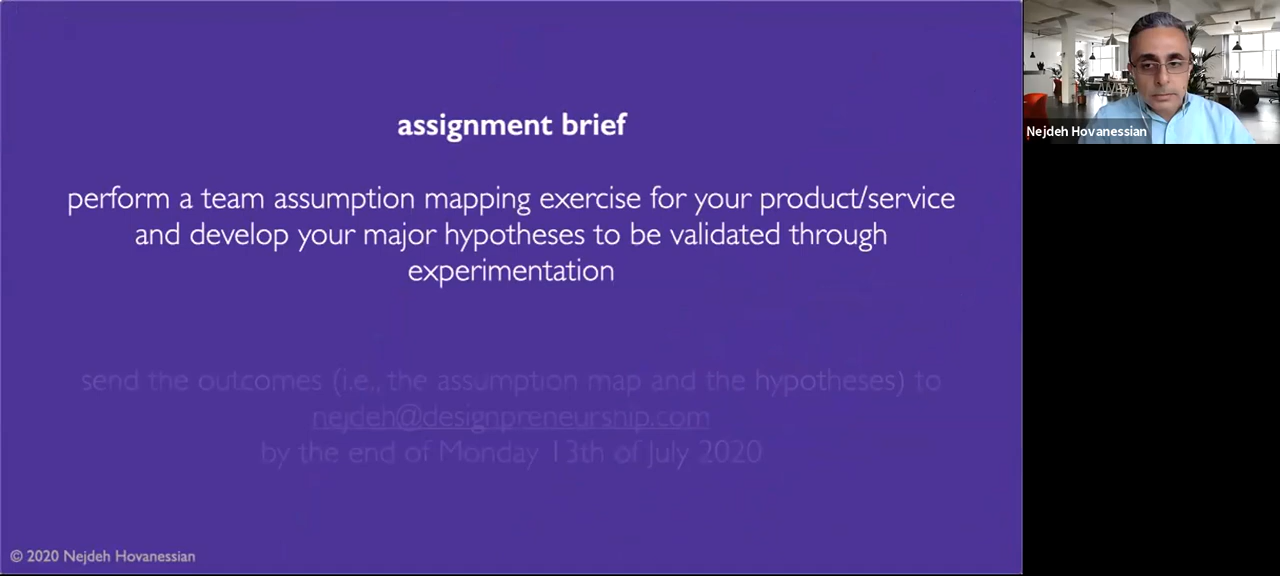 assignment brief
perform a team assumption mapping exercise for your product/service
and develop your major hypotheses to be validated through
experimentation
send the outcomes (i.e., the assumption map and the hypotheses) to
nejdeh@designpreneurship.com
by the end of Monday 13th of July 2020
© 2020 Nejdeh Hovanessian
Nejdeh Hovanessian